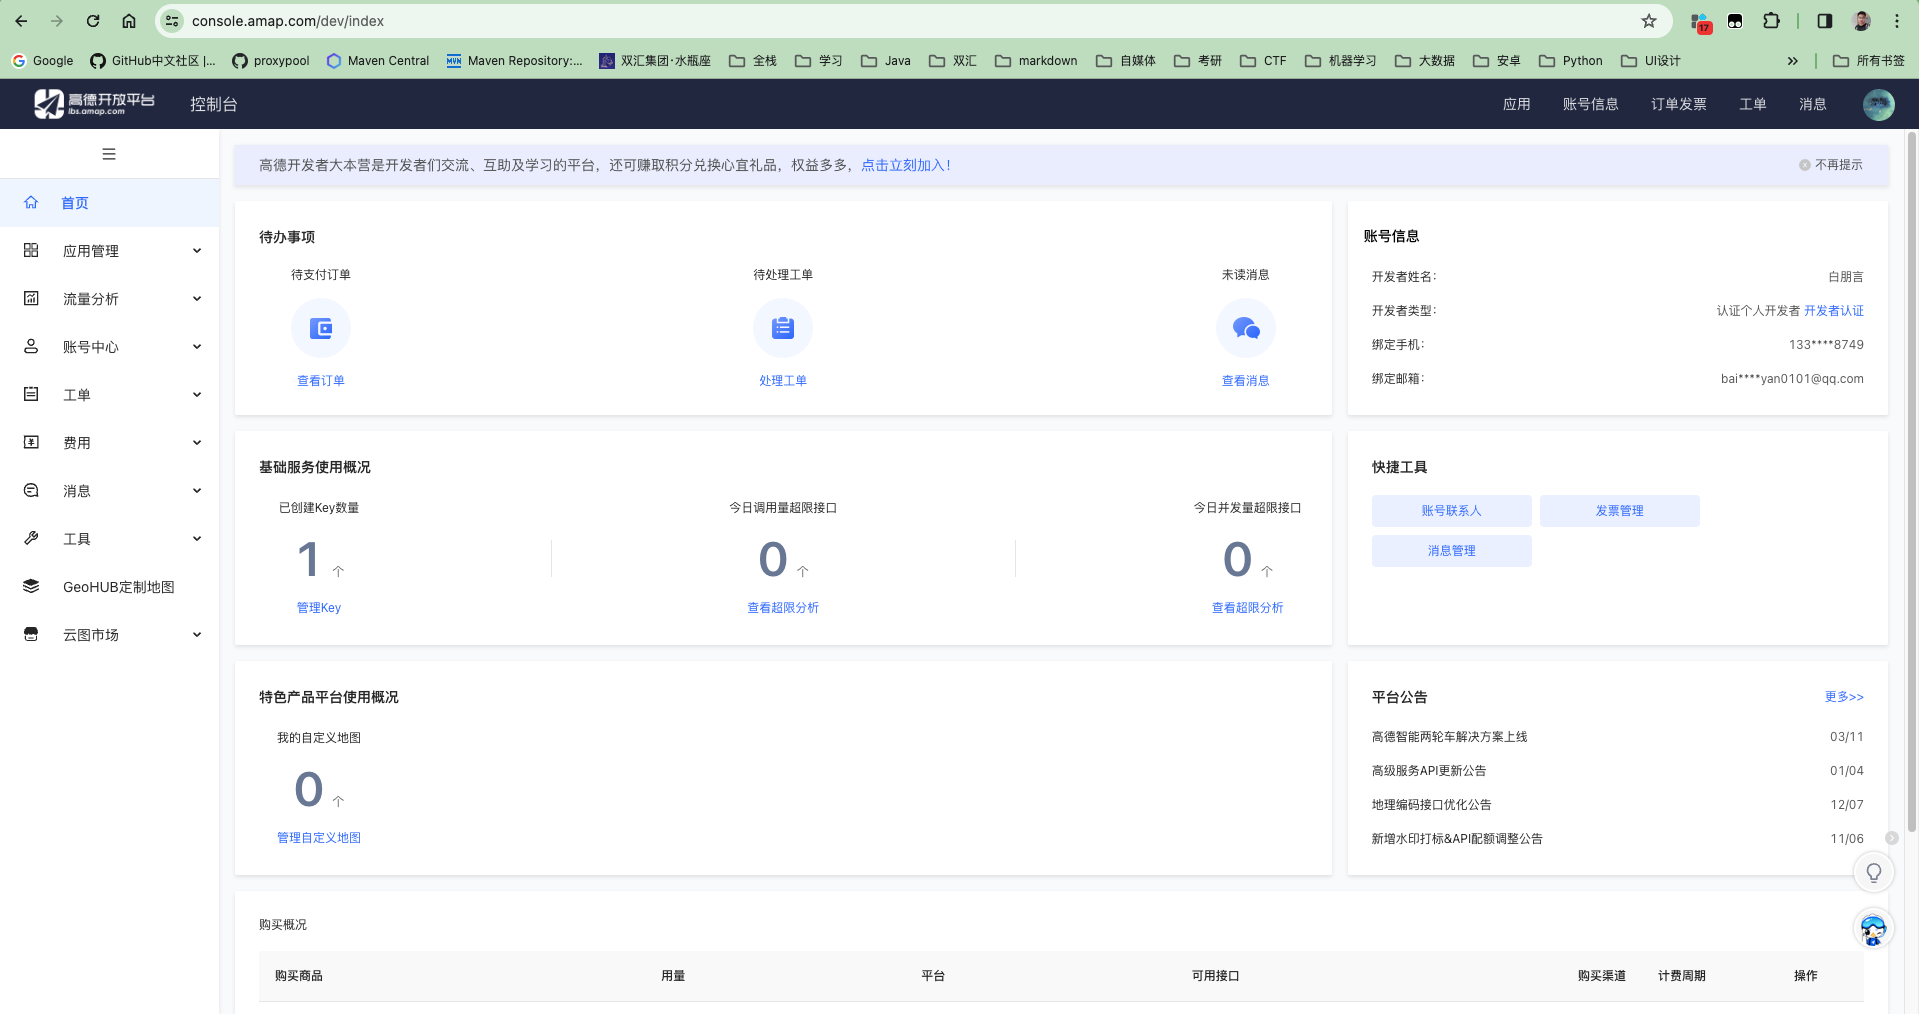 console.amap.com/dev/index
17
Google
GitHub中文社区 |...
proxypool
Maven Central
Maven Repository:...
双汇集团·水瓶座
全栈
学习
Java
双汇
markdown
自媒体
考研
CTF
机器学习
大数据
安卓
Python
UI设计
»
所有书签
高德开放平台
lbs.amap.com
控制台
应用
账号信息
订单发票
工单
消息
首页
应用管理
流量分析
账号中心
工单
费用
消息
工具
GeoHUB定制地图
云图市场
高德开发者大本营是开发者们交流、互助及学习的平台，还可赚取积分兑换心宜礼品，权益多多，点击立刻加入！
不再提示
待办事项
待支付订单
待处理工单
未读消息
查看订单
处理工单
查看消息
账号信息
开发者姓名：
白朋言
开发者类型：
认证个人开发者 开发者认证
绑定手机：
133****8749
绑定邮箱：
bai****yan0101@qq.com
基础服务使用概况
已创建Key数量
今日调用量超限接口
今日并发量超限接口
1 个
0 个
0 个
管理Key
查看超限分析
查看超限分析
快捷工具
账号联系人
发票管理
消息管理
特色产品平台使用概况
我的自定义地图
0 个
管理自定义地图
平台公告
更多>>
高德智能两轮车解决方案上线
03/11
高级服务API更新公告
01/04
地理编码接口优化公告
12/07
新增水印打标&API配额调整公告
11/06
购买概况
购买商品
用量
平台
可用接口
购买渠道
计费周期
操作